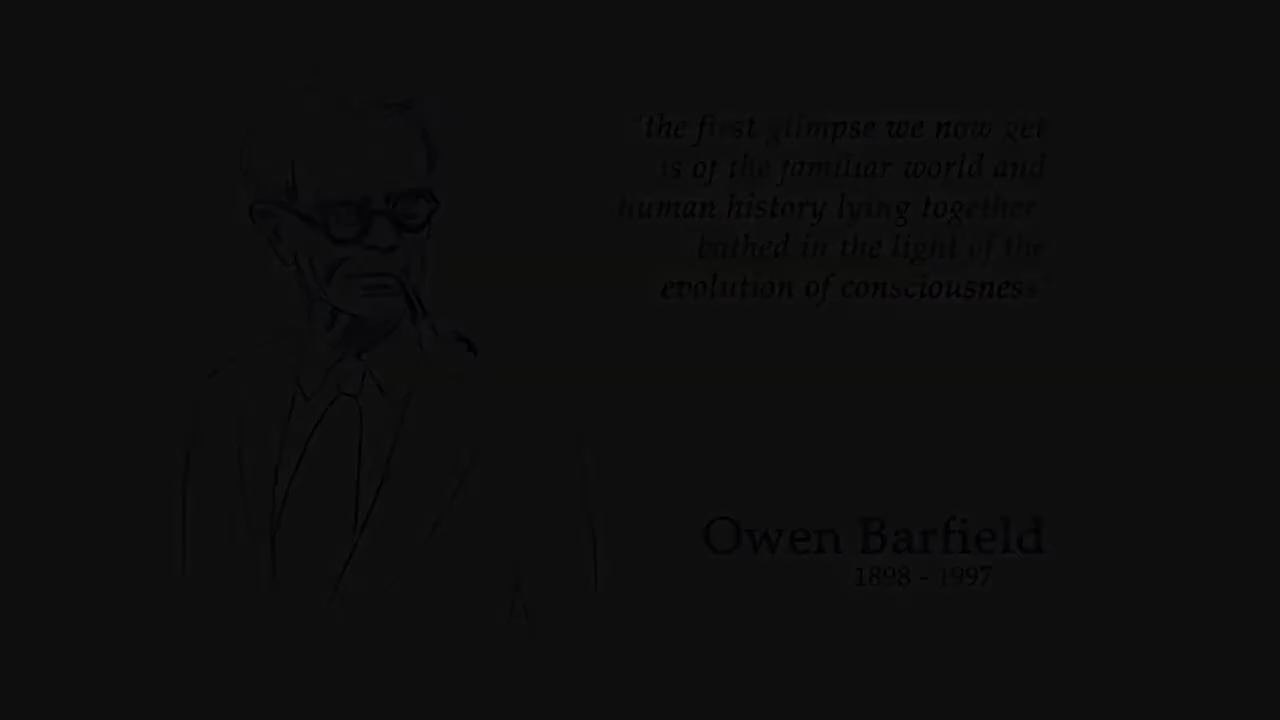 "the first glimpse we now get
is of the familiar world and
human history lying together
bathed in the light of the
evolution of consciousness"
Owen Barfield
1898 - 1997